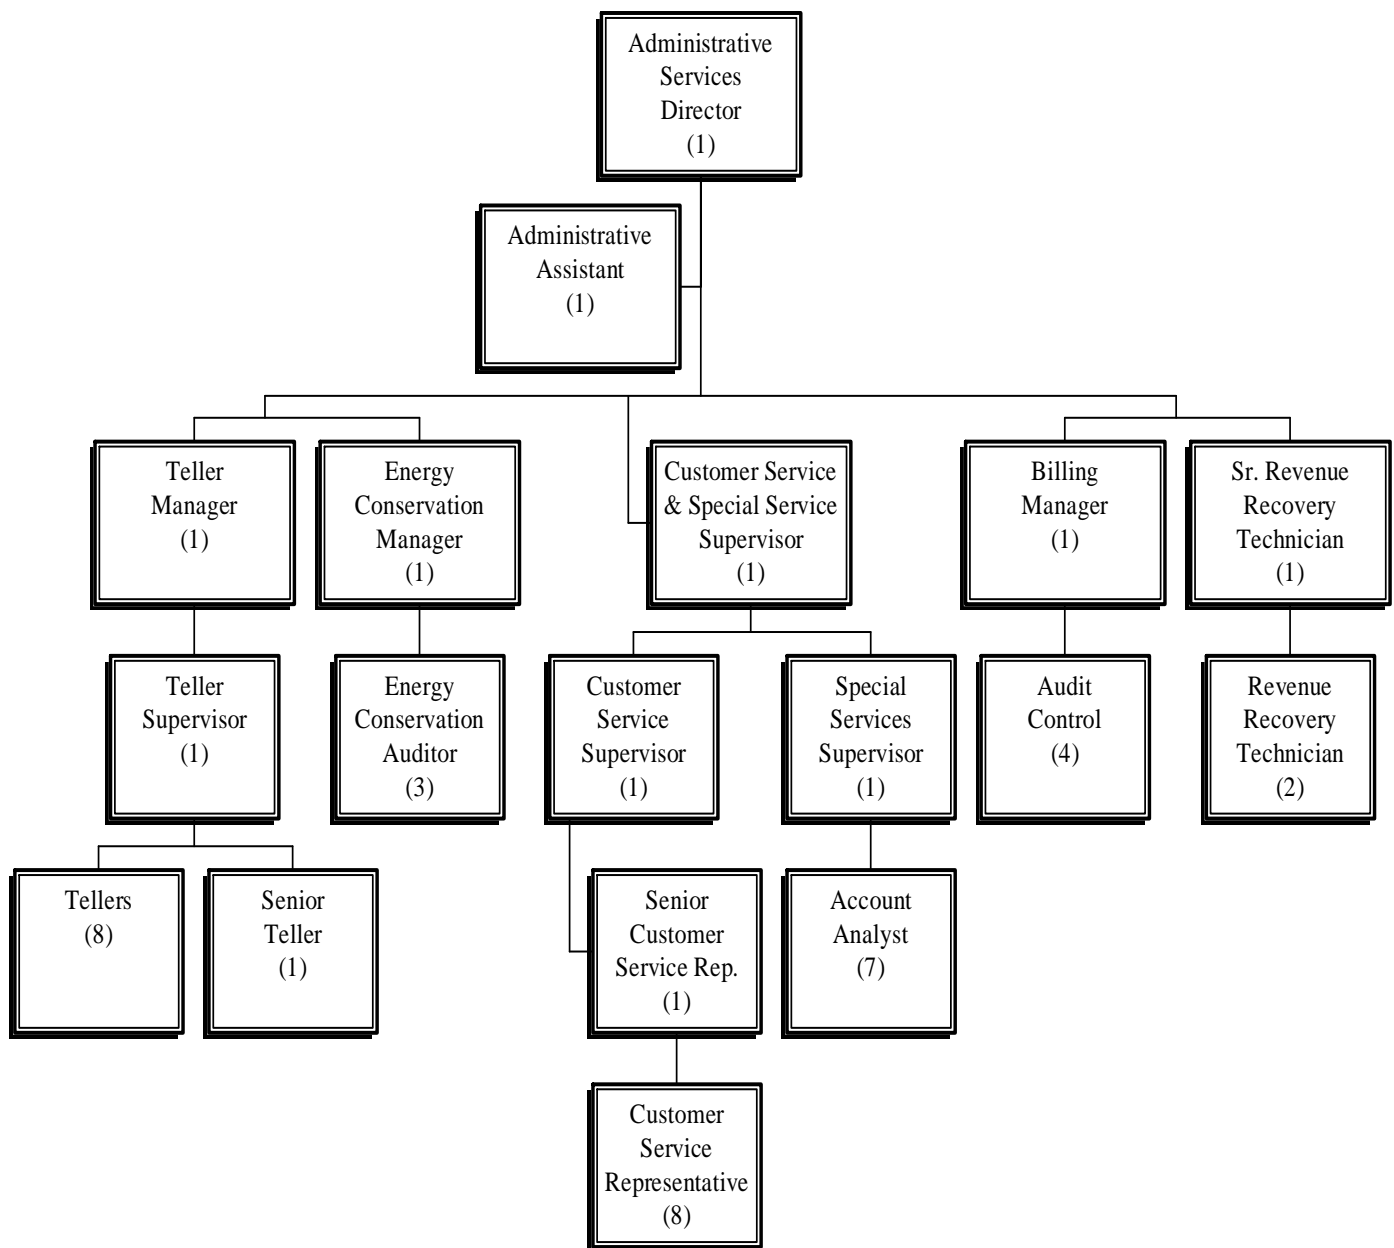 Administrative
Services
Director
(1)
Administrative
Assistant
(1)
Teller
Manager
(1)
Energy
Conservation
Manager
(1)
Customer Service
& Special Service
Supervisor
(1)
Billing
Manager
(1)
Sr. Revenue
Recovery
Technician
(1)
Teller
Supervisor
(1)
Energy
Conservation
Auditor
(3)
Customer
Service
Supervisor
(1)
Special
Services
Supervisor
(1)
Audit
Control
(4)
Revenue
Recovery
Technician
(2)
Tellers
(8)
Senior
Teller
(1)
Senior
Customer
Service Rep.
(1)
Account
Analyst
(7)
Customer
Service
Representative
(8)